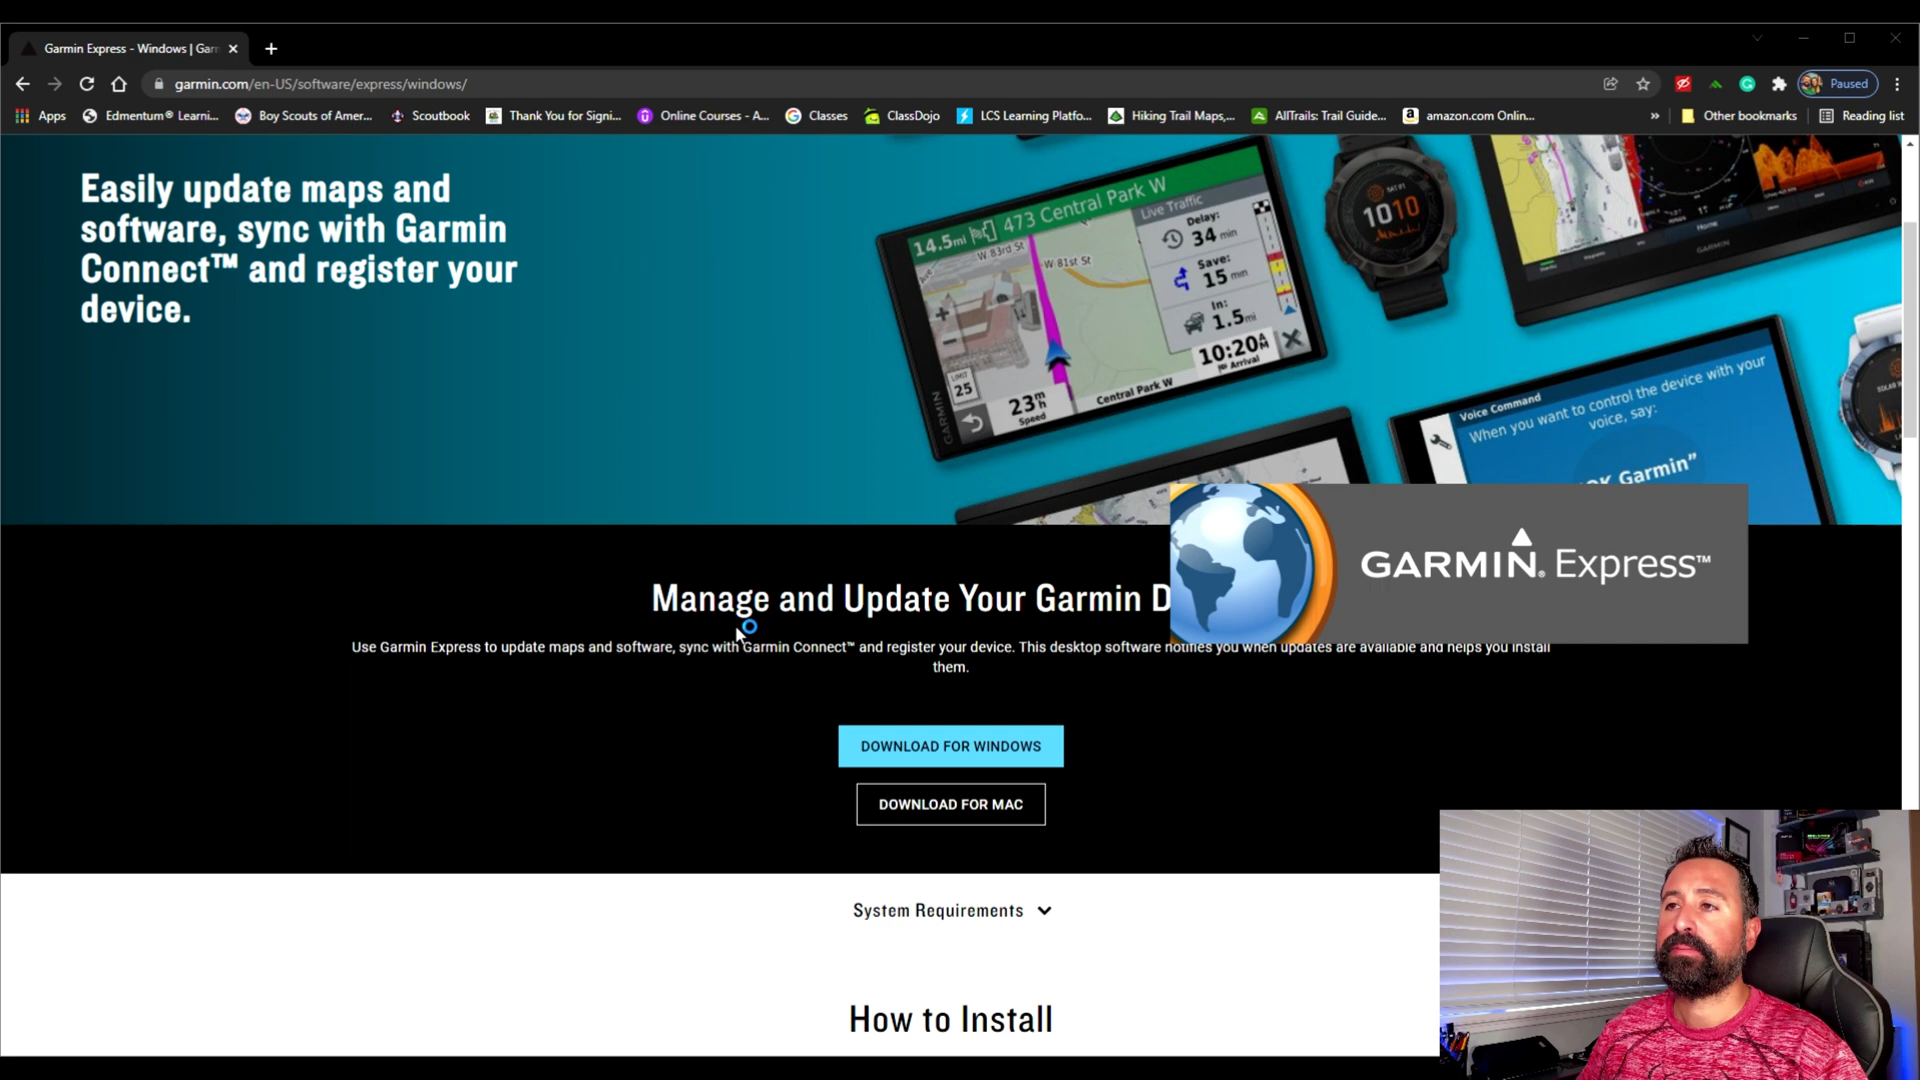 Garmin Express - Windows | Garm
garmin.com/en-US/software/express/windows/
Paused
Apps
Edmentum® Learni...
Boy Scouts of Amer...
Scoutbook
Thank You for Signi...
Online Courses - A...
Classes
ClassDojo
LCS Learning Platfo...
Hiking Trail Maps,...
AllTrails: Trail Guide...
amazon.com Onlin...
»
Other bookmarks
Reading list
Easily update maps and
software, sync with Garmin
Connect™ and register your
device.
14.5mi 473 Central Park W
W 83rd St
W 81st St
Live Traffic
Delay:
34 min
Save:
15 min
In:
1.5mi
10:20AM
Arrival
LIMIT
25
23mh
Speed
Central Park W
GARMIN
1010
Home
GARMIN
Voice Command
When you want to control the device with your
voice, say:
OK Garmin”
GARMIN® Express™
Manage and Update Your Garmin D
Use Garmin Express to update maps and software, sync with Garmin Connect™ and register your device. This desktop software notifies you when updates are available and helps you install
them.
DOWNLOAD FOR WINDOWS
DOWNLOAD FOR MAC
System Requirements
How to Install